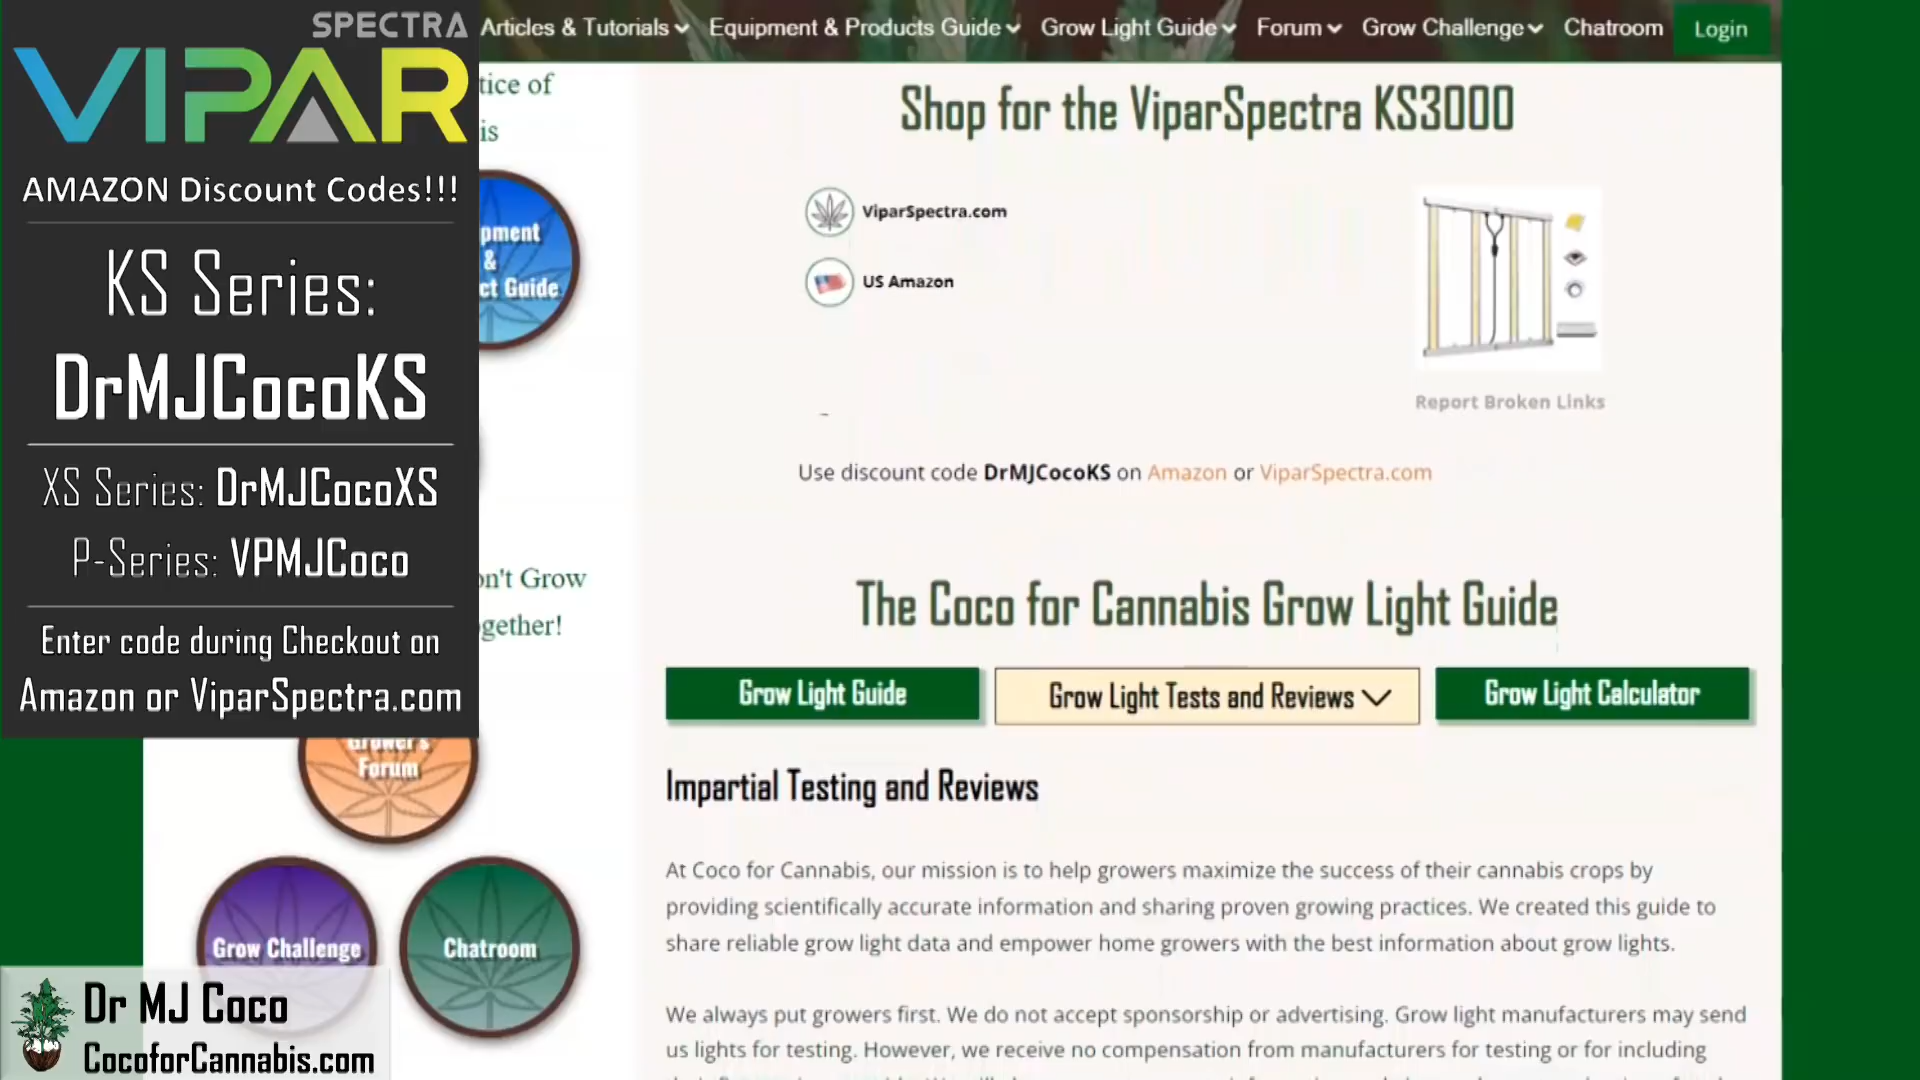 SPECTRA
VIPAR
AMAZON Discount Codes!!!
KS Series:
DrMJCocoKS
XS Series: DrMJCocoXS
P-Series: VPMJCoco
Enter code during Checkout on
Amazon or ViparSpectra.com
Articles & Tutorials
Equipment & Products Guide
Grow Light Guide
Forum
Grow Challenge
Chatroom
Login
tice of
is
pment
&
ct Guide
on't Grow
gether!
Grower's
Forum
Grow Challenge
Chatroom
Dr MJ Coco
CocoforCannabis.com
Shop for the ViparSpectra KS3000
ViparSpectra.com
US Amazon
Report Broken Links
Use discount code DrMJCocoKS on Amazon or ViparSpectra.com
The Coco for Cannabis Grow Light Guide
Grow Light Guide
Grow Light Tests and Reviews
Grow Light Calculator
Impartial Testing and Reviews
At Coco for Cannabis, our mission is to help growers maximize the success of their cannabis crops by
providing scientifically accurate information and sharing proven growing practices. We created this guide to
share reliable grow light data and empower home growers with the best information about grow lights.
We always put growers first. We do not accept sponsorship or advertising. Grow light manufacturers may send
us lights for testing. However, we receive no compensation from manufacturers for testing or for including